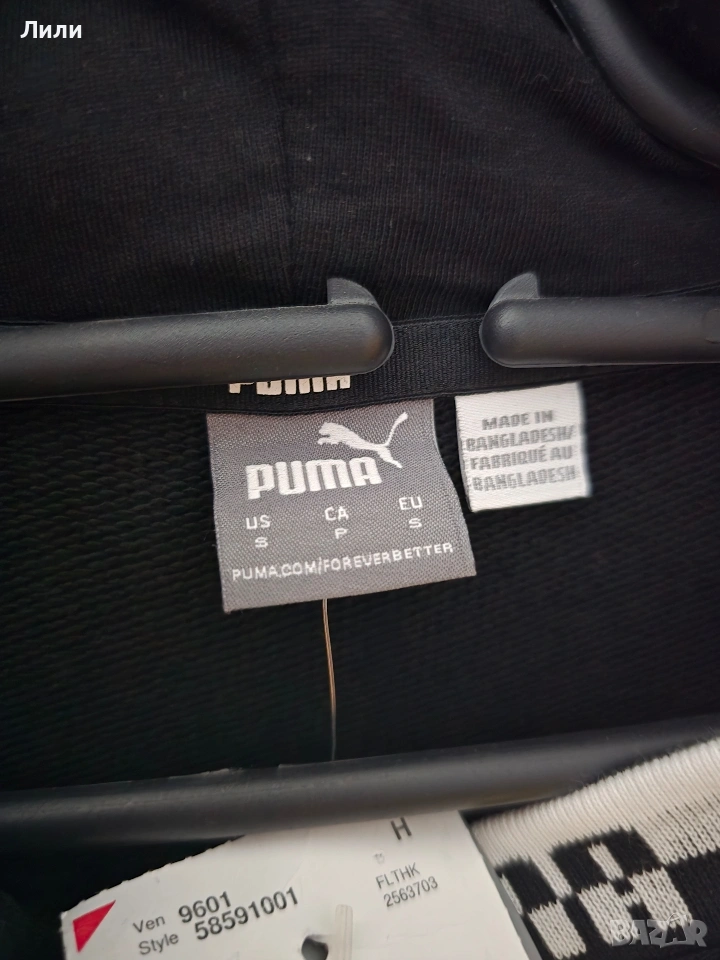 Лили
PUMA
PUMA
US CA EU
S P S
PUMA.COM/FOREVERBETTER
MADE IN
BANGLADESH/
FABRIQUÉ AU
BANGLADESH
H
FLTHK
2563703
Ven 9601
Style 58591001
BAZAR